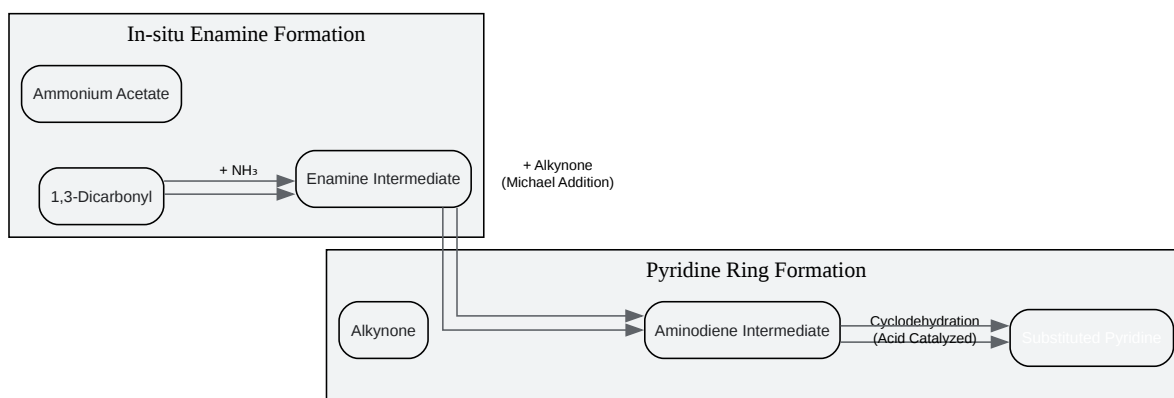 In-situ Enamine Formation
Ammonium Acetate
1,3-Dicarbonyl
+ NH₃
Enamine Intermediate
+ Alkynone
(Michael Addition)
Pyridine Ring Formation
Alkynone
Aminodiene Intermediate
Cyclodehydration
(Acid Catalyzed)
Substituted Pyridine